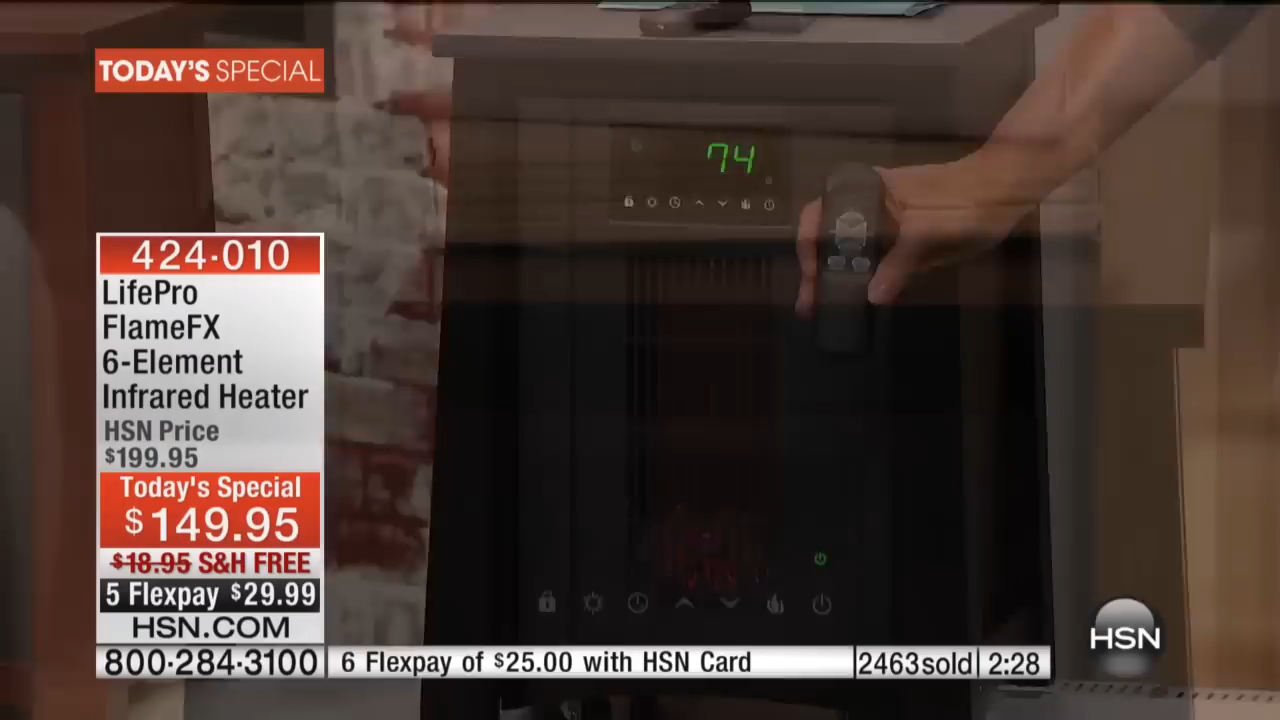 TODAY'S SPECIAL
74
424-010
LifePro
FlameFX
6-Element
Infrared Heater
HSN Price
$199.95
Today's Special
$149.95
$18.95 S&H FREE
5 Flexpay $29.99
HSN.COM
800-284-3100
6 Flexpay of $25.00 with HSN Card
2463sold
2:28
HSN